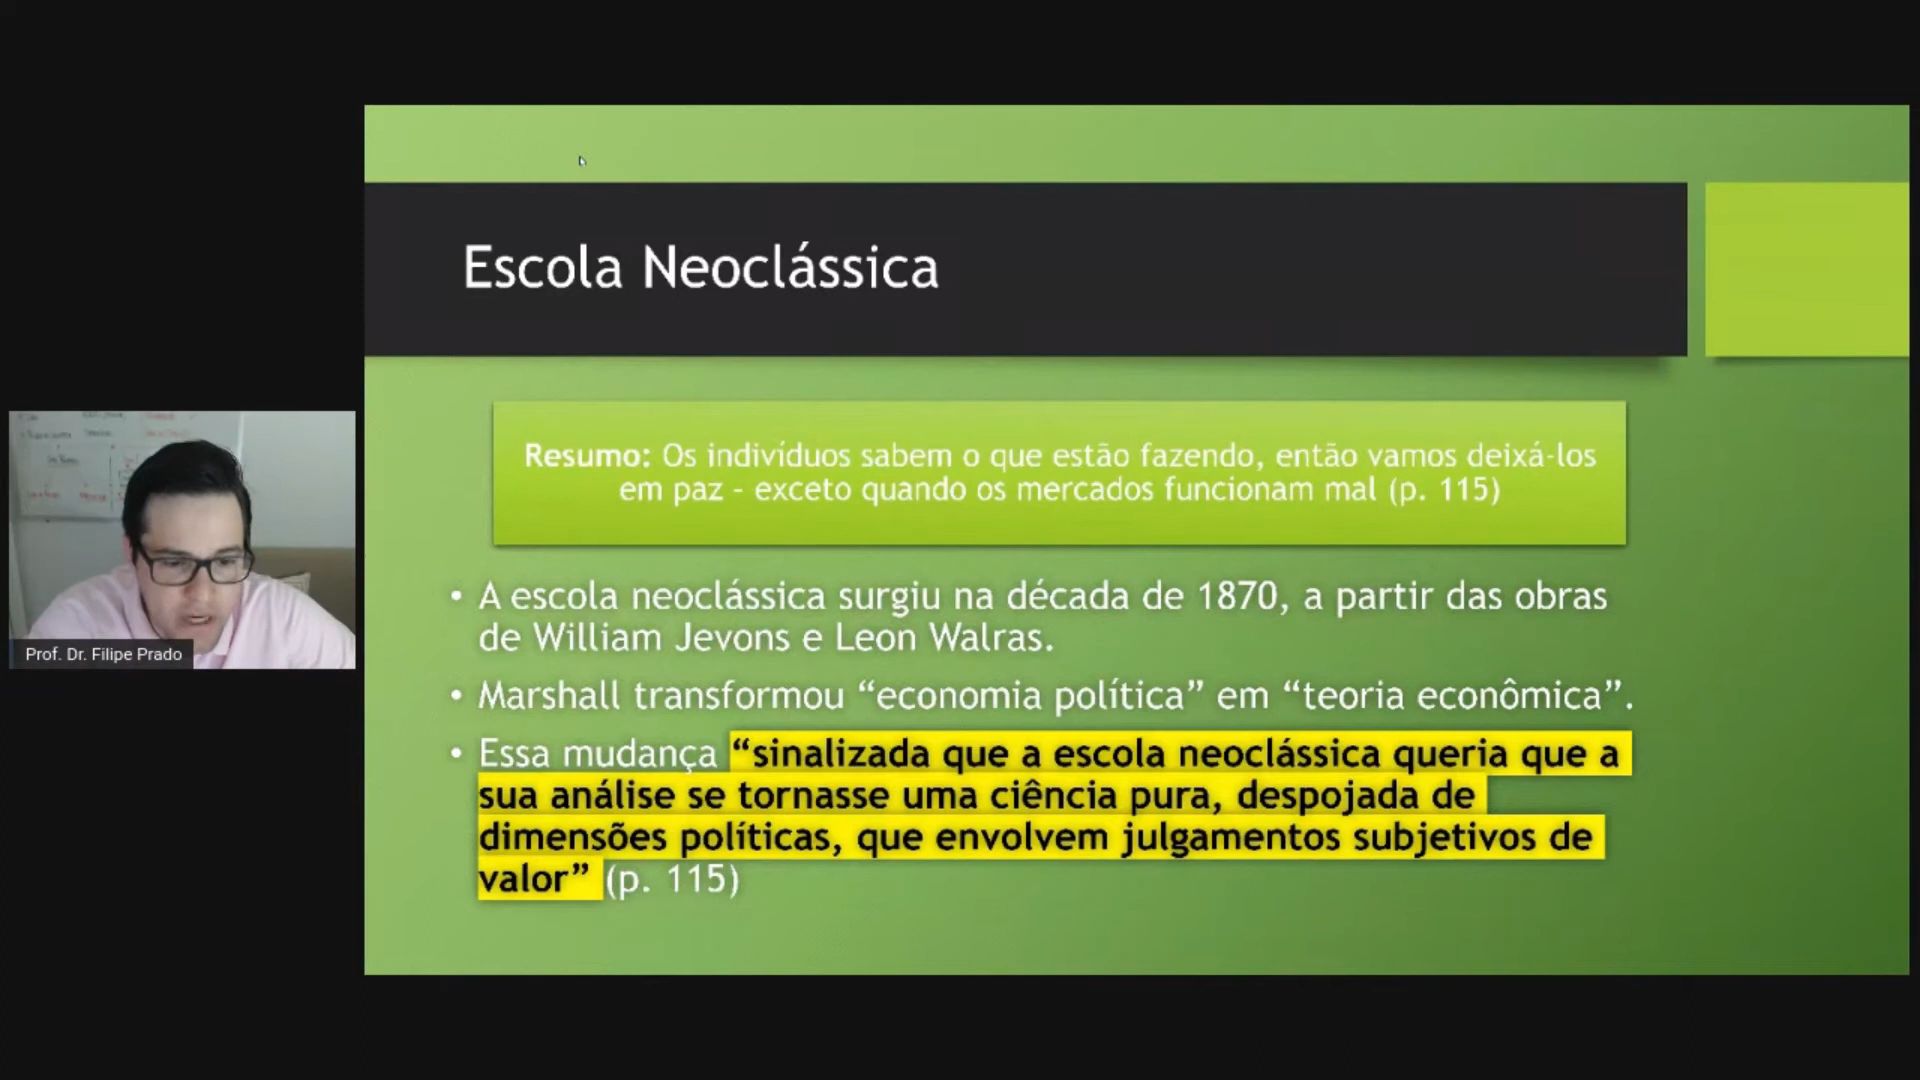 Escola Neoclássica
Resumo: Os indivíduos sabem o que estão fazendo, então vamos deixá-los
em paz - exceto quando os mercados funcionam mal (p. 115)
• A escola neoclássica surgiu na década de 1870, a partir das obras
de William Jevons e Leon Walras.
• Marshall transformou “economia política” em “teoria econômica”.
• Essa mudança “sinalizada que a escola neoclássica queria que a
sua análise se tornasse uma ciência pura, despojada de
dimensões políticas, que envolvem julgamentos subjetivos de
valor” (p. 115)
Prof. Dr. Filipe Prado